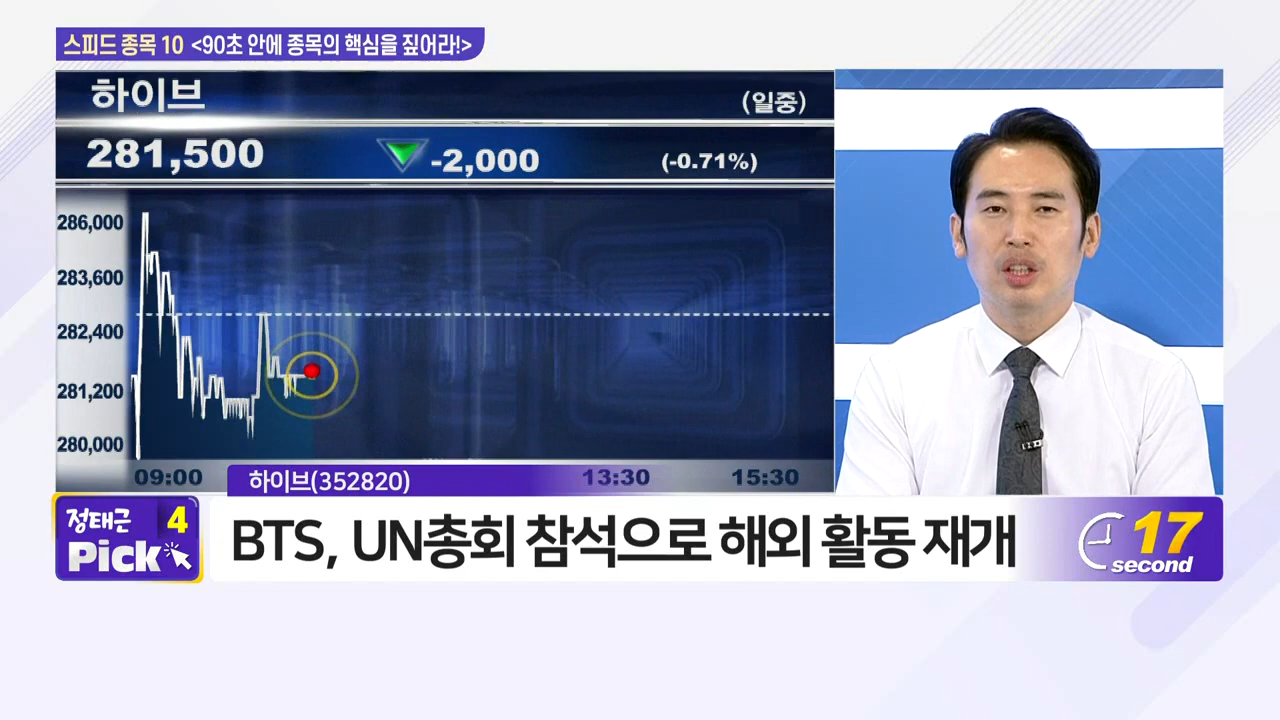 스피드 종목 10 <90초 안에 종목의 핵심을 짚어라!>
하이브
(일중)
281,500
-2,000
(-0.71%)
286,000
283,600
282,400
281,200
280,000
09:00
13:30
15:30
하이브(352820)
정태근 4
Pick
BTS, UN총회 참석으로 해외 활동 재개
17
second